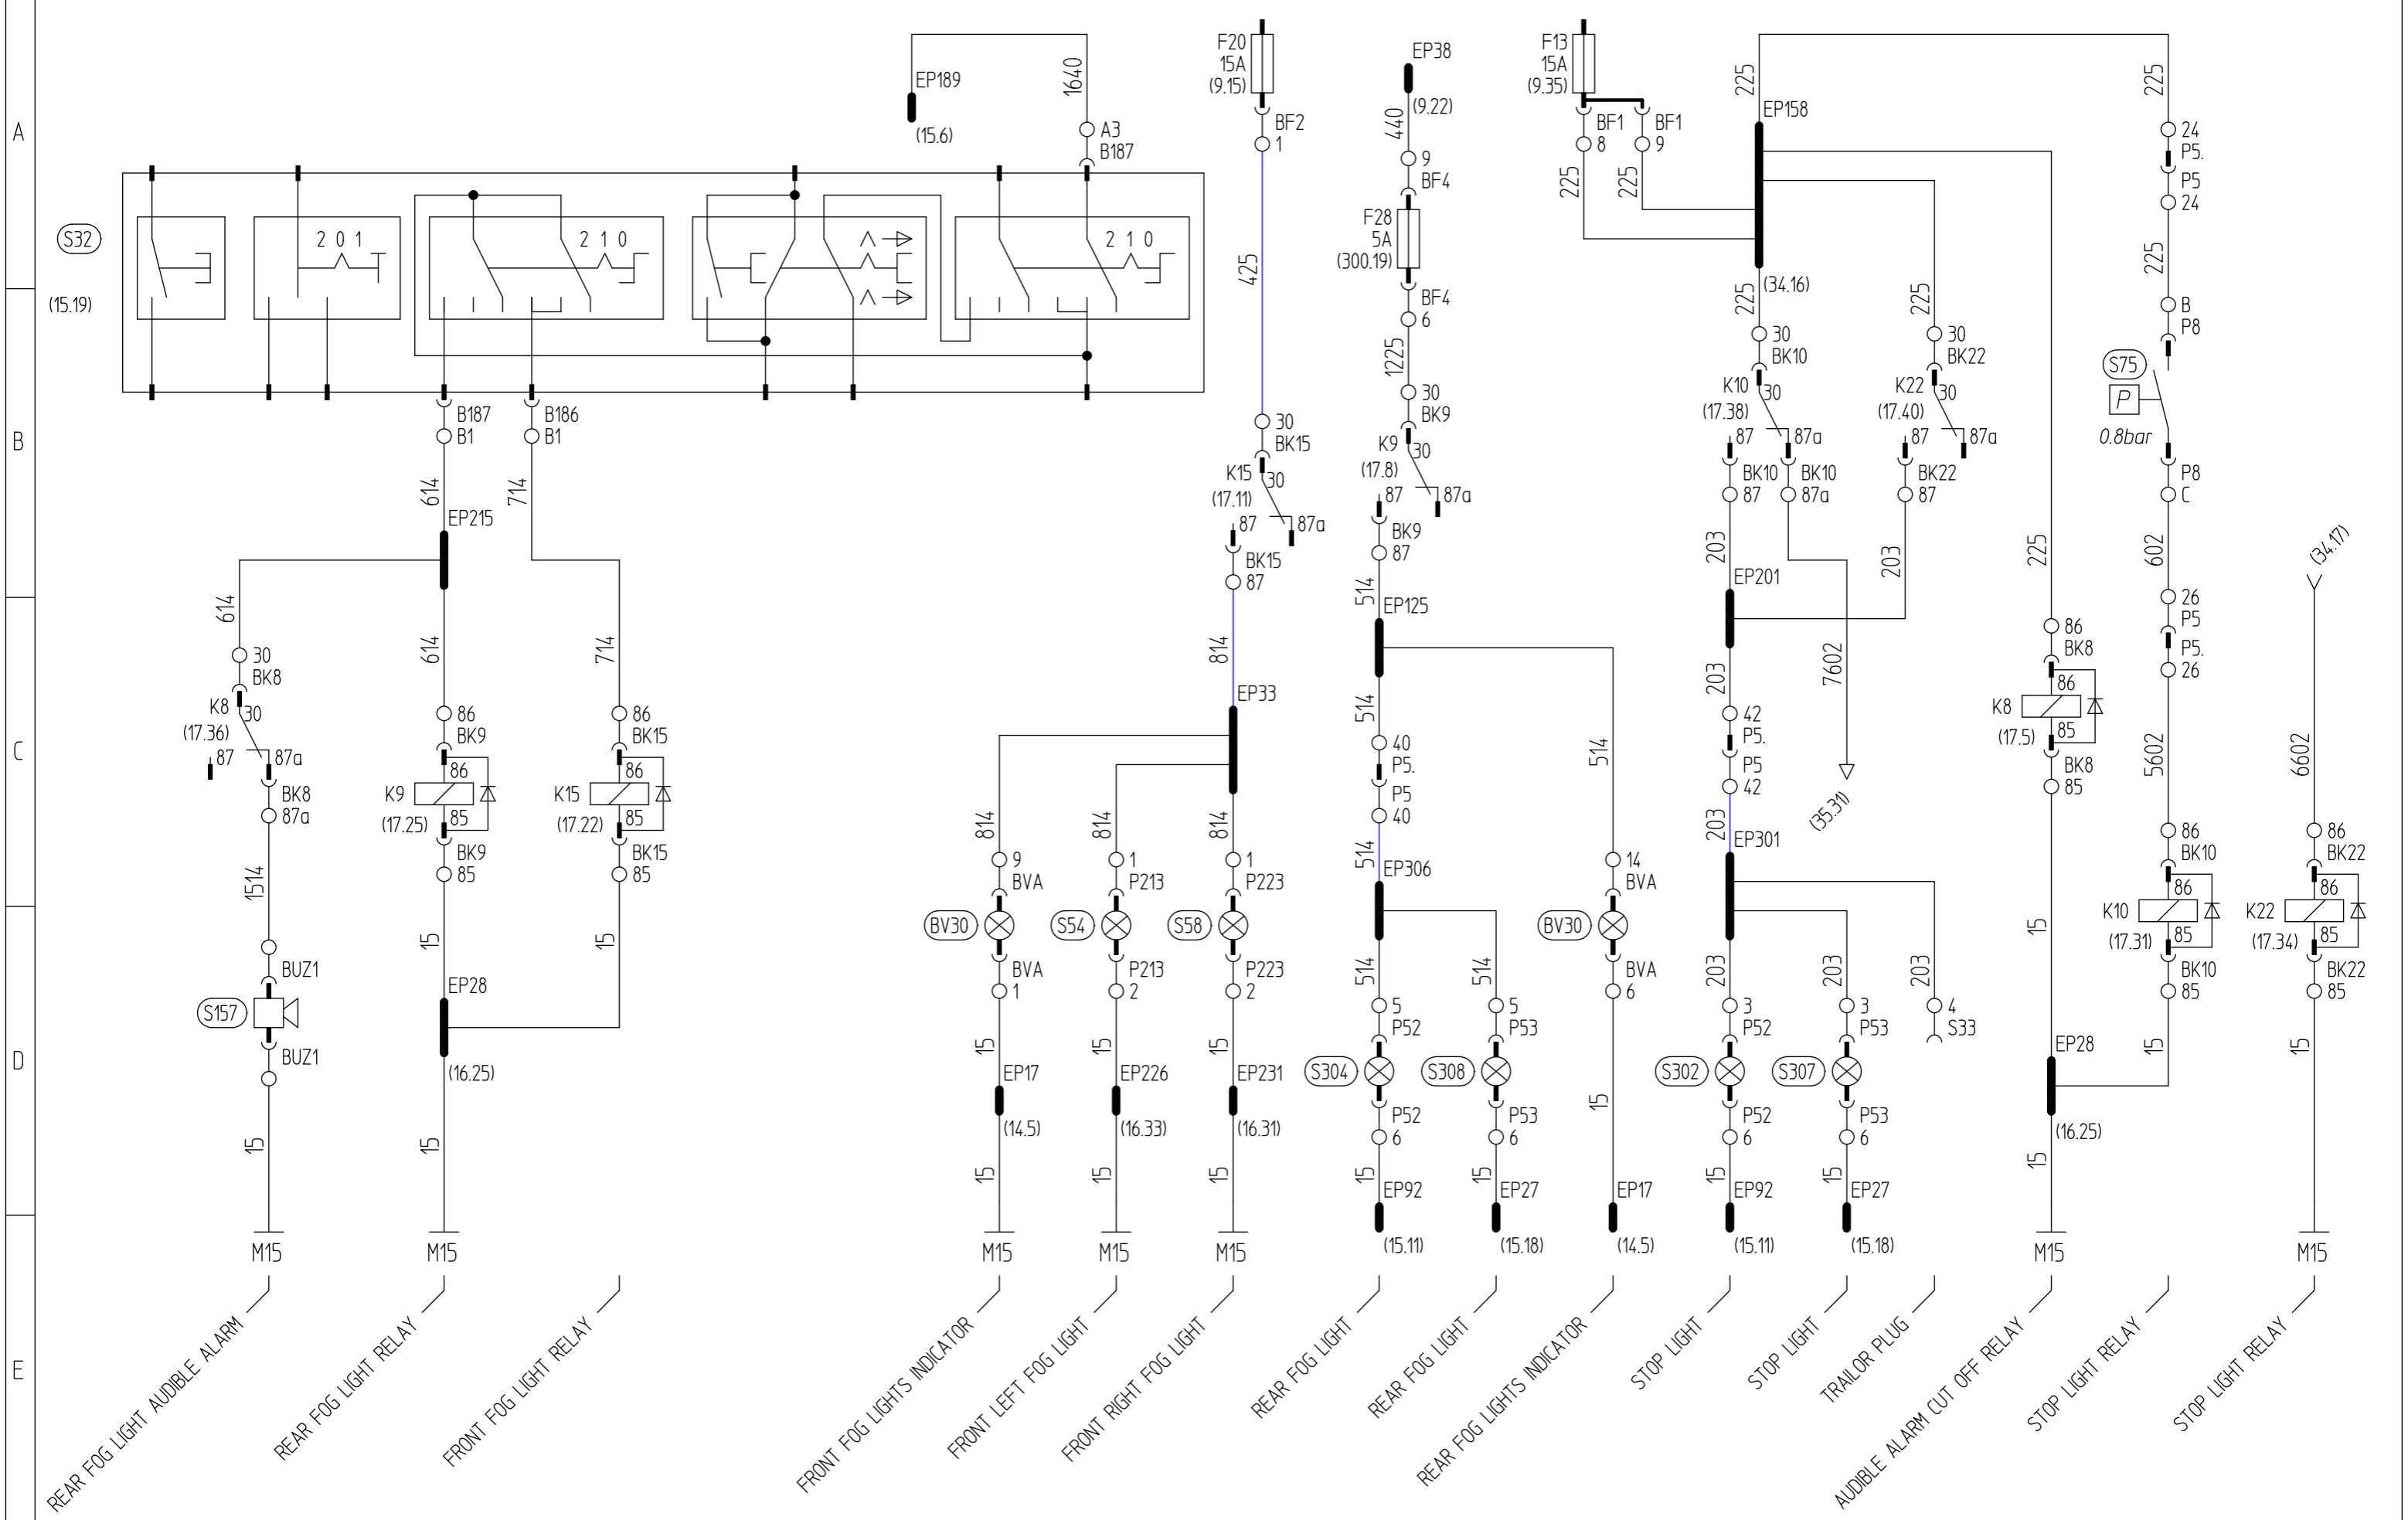 A
B
C
D
E
S32
(15.19)
2 0 1
2 1 0
2 1 0
EP189
(15.6)
1640
A3
B187
B187
B1
614
EP215
614
30
BK8
K8
30
(17.36)
87
87a
BK8
87a
1514
BUZ1
S157
BUZ1
15
M15
REAR FOG LIGHT AUDIBLE ALARM
614
86
BK9
86
K9
(17.25)
85
BK9
85
15
EP28
(16.25)
15
M15
REAR FOG LIGHT RELAY
B186
B1
714
714
86
BK15
86
K15
(17.22)
85
BK15
85
15
FRONT FOG LIGHT RELAY
F20
15A
(9.15)
BF2
1
425
30
BK15
K15
30
(17.11)
87
87a
BK15
87
814
EP33
814
9
BVA
BV30
BVA
1
15
EP17
(14.5)
15
M15
FRONT FOG LIGHTS INDICATOR
814
1
P213
S54
P213
2
15
EP226
(16.33)
15
M15
FRONT LEFT FOG LIGHT
814
1
P223
S58
P223
2
15
EP231
(16.31)
15
M15
FRONT RIGHT FOG LIGHT
EP38
(9.22)
440
9
BF4
F28
5A
(300.19)
BF4
6
1225
30
BK9
K9
30
(17.8)
87
87a
BK9
87
514
EP125
514
40
P5.
P5
40
514
EP306
514
5
P52
S304
P52
6
15
EP92
(15.11)
REAR FOG LIGHT
514
5
P53
S308
P53
6
15
EP27
(15.18)
REAR FOG LIGHT
514
14
BVA
BV30
BVA
6
15
EP17
(14.5)
REAR FOG LIGHTS INDICATOR
F13
15A
(9.35)
BF1
8
BF1
9
225
225
225
EP158
(34.16)
225
30
BK10
K10
30
(17.38)
87
87a
BK10
87
BK10
87a
203
EP201
203
42
P5.
P5
42
203
EP301
203
3
P52
S302
P52
6
15
EP92
(15.11)
STOP LIGHT
7602
(35.31)
203
3
P53
S307
P53
6
15
EP27
(15.18)
STOP LIGHT
225
30
BK22
K22
30
(17.40)
87
87a
BK22
87
203
203
4
S33
TRAILOR PLUG
225
86
BK8
86
K8
(17.5)
85
BK8
85
15
EP28
(16.25)
15
M15
AUDIBLE ALARM CUT OFF RELAY
225
24
P5.
P5
24
225
B
P8
S75
P
0.8bar
P8
C
602
26
P5
P5.
26
5602
86
BK10
86
K10
(17.31)
85
BK10
85
15
STOP LIGHT RELAY
(34.17)
6602
86
BK22
86
K22
(17.34)
85
BK22
85
15
M15
STOP LIGHT RELAY